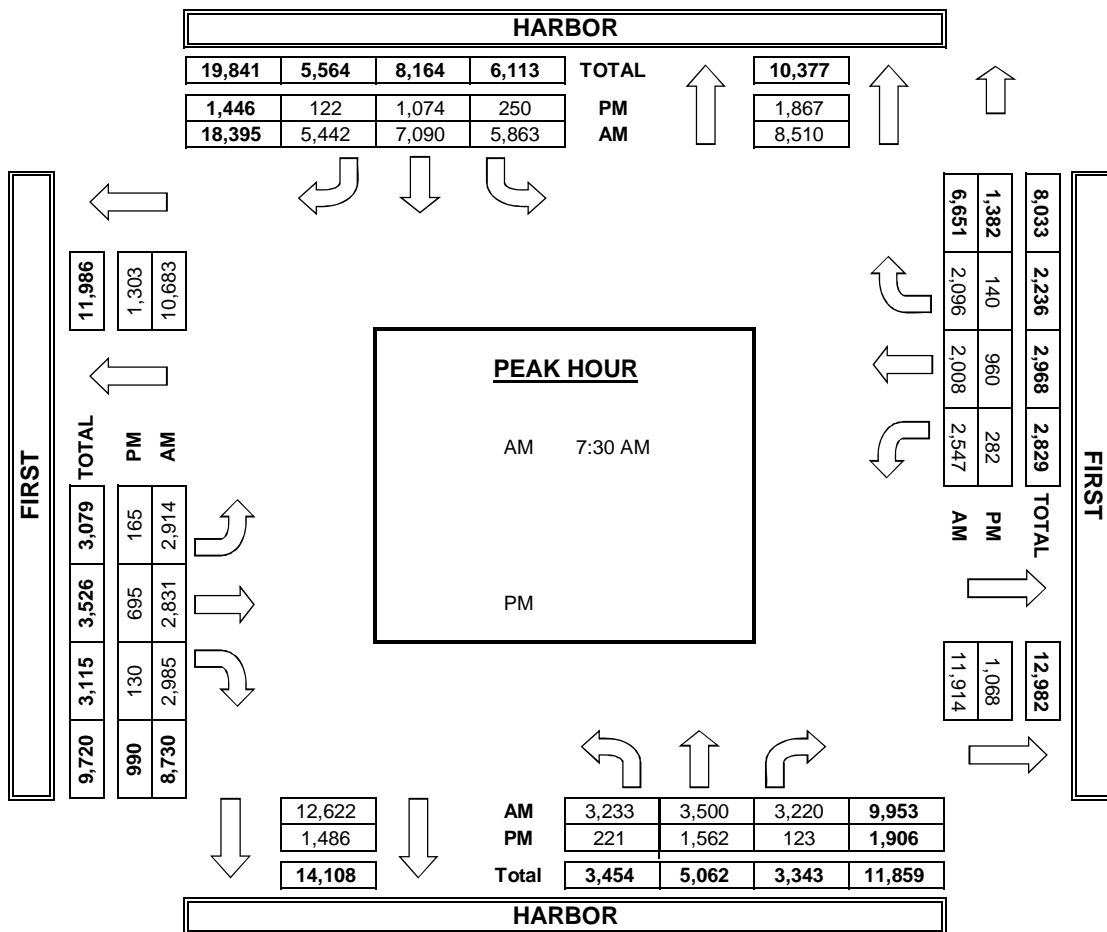 HARBOR
19,841 5,564 8,164 6,113 TOTAL 10,377
1,446 122 1,074 250 PM 1,867
18,395 5,442 7,090 5,863 AM 8,510
FIRST
11,986
1,303
10,683
TOTAL 3,079 3,526 3,115 9,720
PM 165 695 130 990
AM 2,914 2,831 2,985 8,730
PEAK HOUR
AM 7:30 AM
PM
8,033 2,236 2,968 2,829 TOTAL 12,982
1,382 140 960 282 PM 1,068
6,651 2,096 2,008 2,547 AM 11,914
FIRST
12,622 AM 3,233 3,500 3,220 9,953
1,486 PM 221 1,562 123 1,906
14,108 Total 3,454 5,062 3,343 11,859
HARBOR